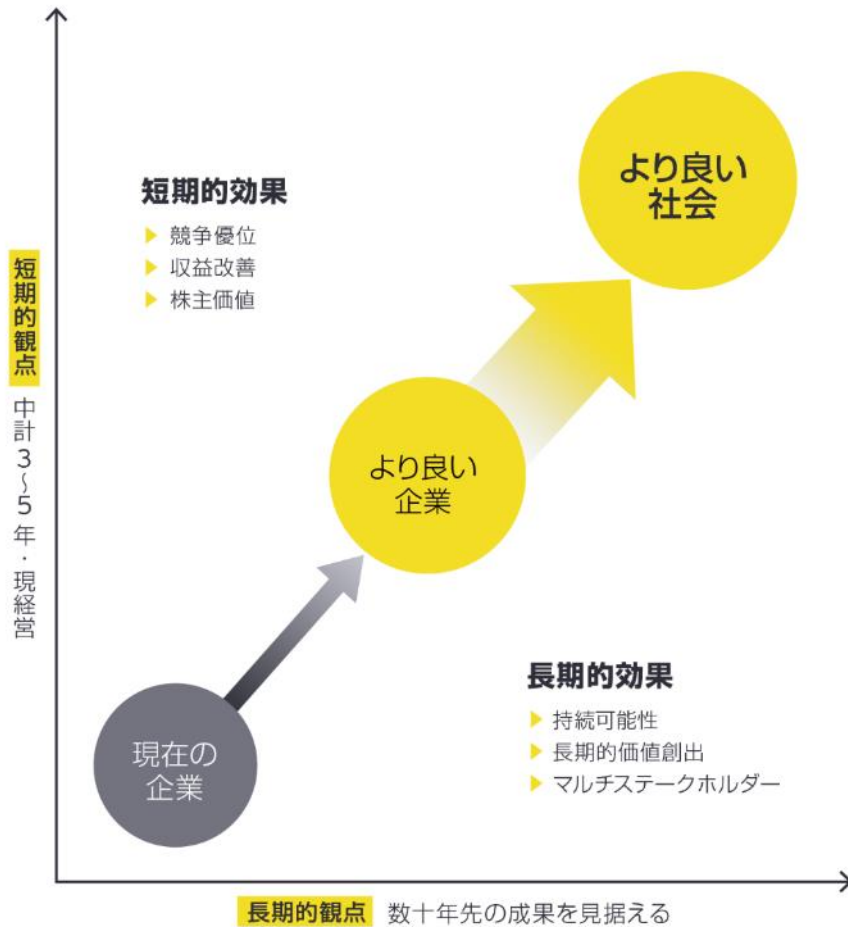 より良い
社会
短期的効果
▶ 競争優位
▶ 収益改善
▶ 株主価値
短期的観点 中計3〜5年・現経営
より良い
企業
現在の
企業
長期的効果
▶ 持続可能性
▶ 長期的価値創出
▶ マルチステークホルダー
長期的観点 数十年先の成果を見据える